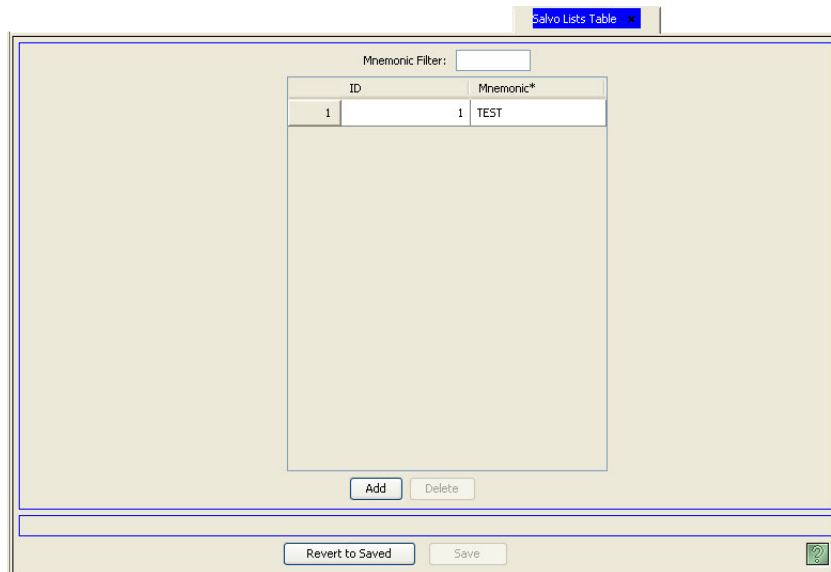 Salvo Lists Table ×
Mnemonic Filter:
ID Mnemonic*
1 1 TEST
Add Delete
Revert to Saved Save ?